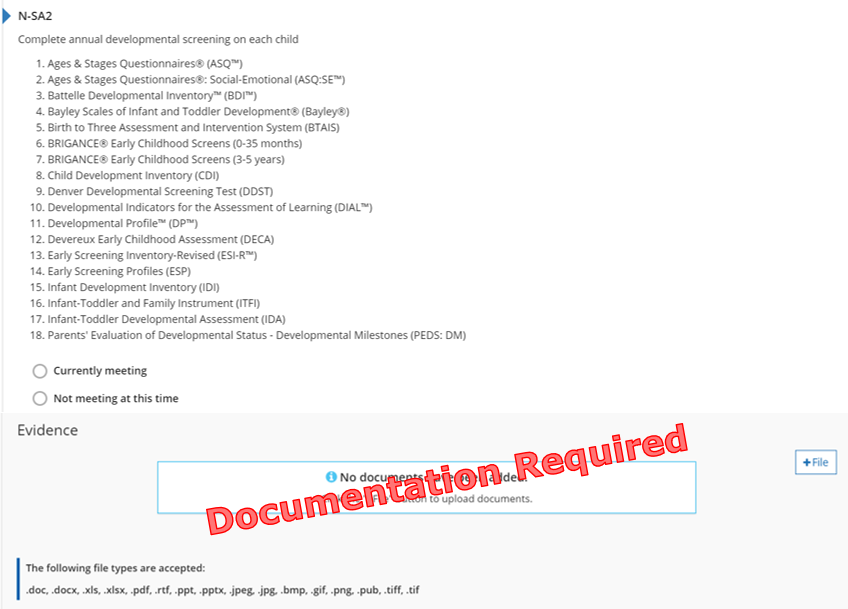 N-SA2
Complete annual developmental screening on each child
1. Ages & Stages Questionnaires® (ASQ™)
2. Ages & Stages Questionnaires®: Social-Emotional (ASQ:SE™)
3. Battelle Developmental Inventory™ (BDI™)
4. Bayley Scales of Infant and Toddler Development® (Bayley®)
5. Birth to Three Assessment and Intervention System (BTAIS)
6. BRIGANCE® Early Childhood Screens (0-35 months)
7. BRIGANCE® Early Childhood Screens (3-5 years)
8. Child Development Inventory (CDI)
9. Denver Developmental Screening Test (DDST)
10. Developmental Indicators for the Assessment of Learning (DIAL™)
11. Developmental Profile™ (DP™)
12. Devereux Early Childhood Assessment (DECA)
13. Early Screening Inventory-Revised (ESI-R™)
14. Early Screening Profiles (ESP)
15. Infant Development Inventory (IDI)
16. Infant-Toddler and Family Instrument (ITFI)
17. Infant-Toddler Developmental Assessment (IDA)
18. Parents' Evaluation of Developmental Status - Developmental Milestones (PEDS: DM)
Currently meeting
Not meeting at this time
Evidence
+File
No documents added.
to upload documents.
Documentation Required
The following file types are accepted:
.doc, .docx, .xls, .xlsx, .pdf, .rtf, .ppt, .pptx, .jpeg, .jpg, .bmp, .gif, .png, .pub, .tiff, .tif